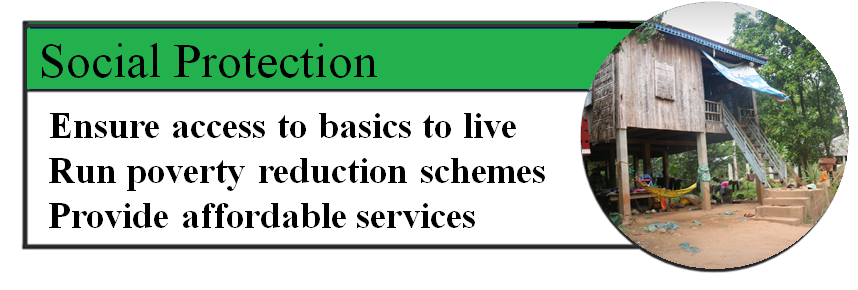 Social Protection
Ensure access to basics to live
Run poverty reduction schemes
Provide affordable services